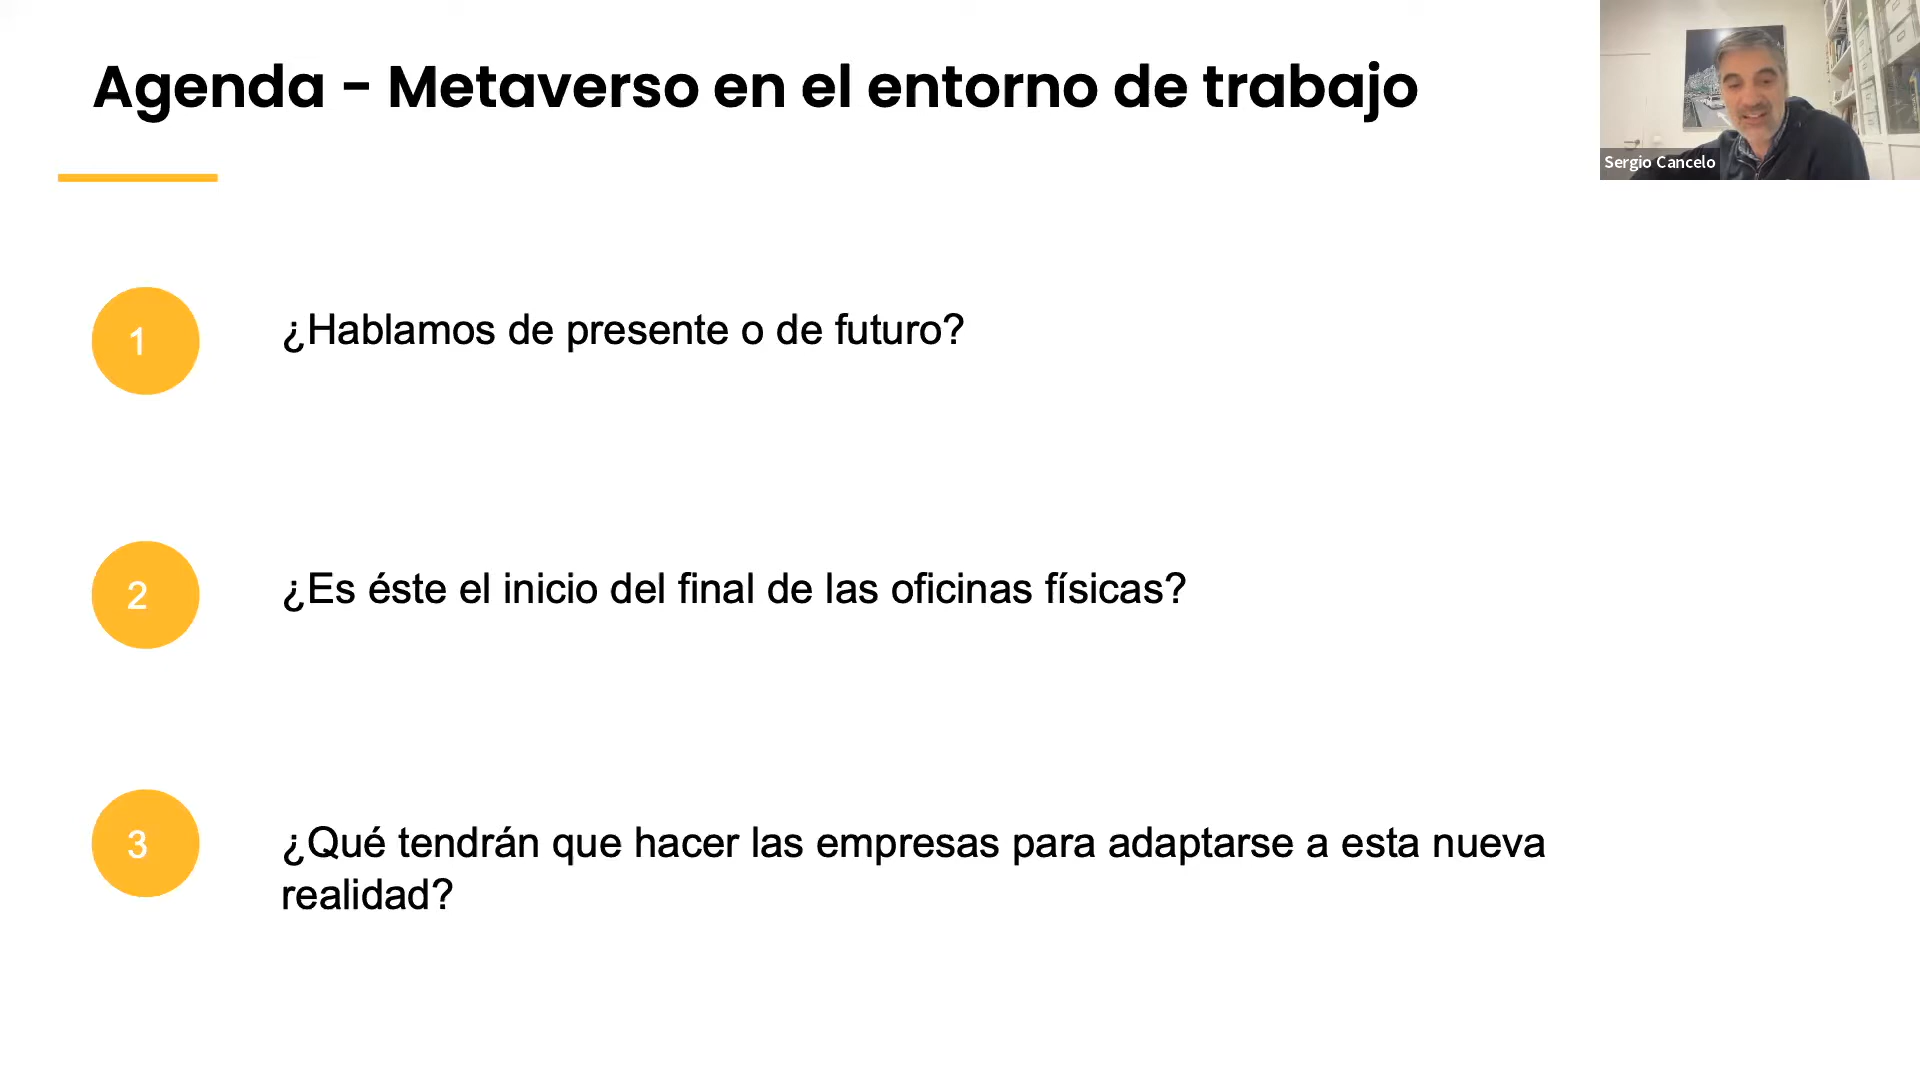 Agenda - Metaverso en el entorno de trabajo
Sergio Cancelo
1
¿Hablamos de presente o de futuro?
2
¿Es éste el inicio del final de las oficinas físicas?
3
¿Qué tendrán que hacer las empresas para adaptarse a esta nueva
realidad?